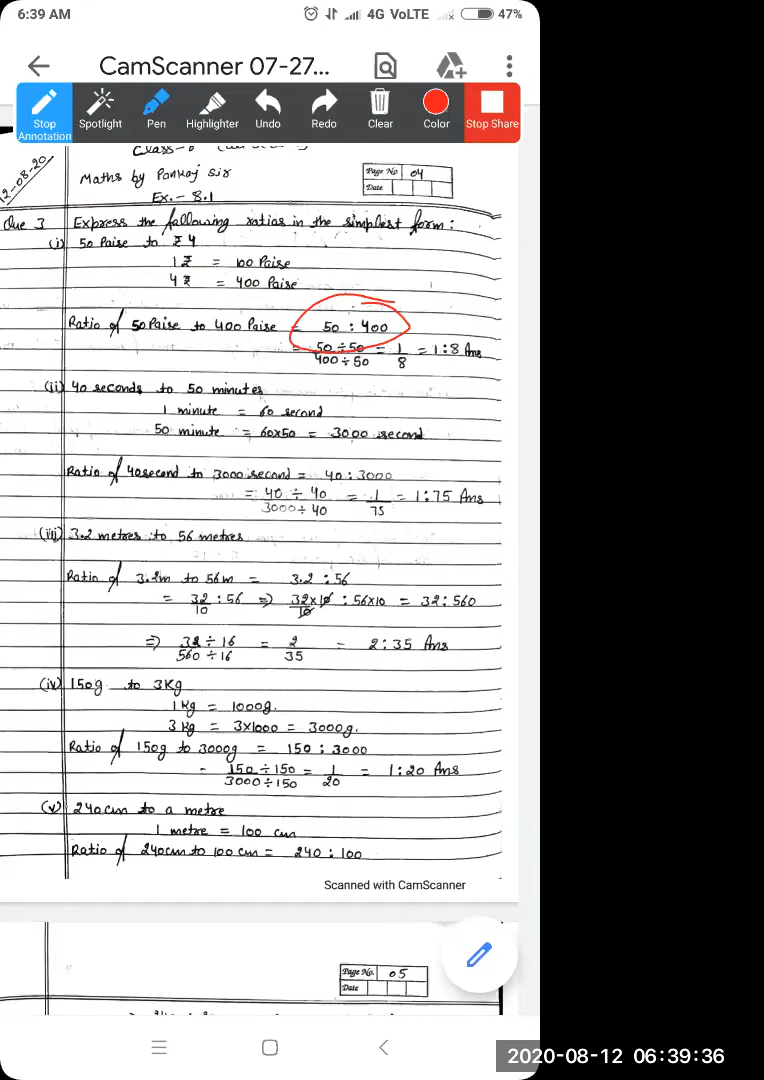 6:39 AM
4G VoLTE 47%
CamScanner 07-27...
Stop Annotation Spotlight Pen Highlighter Undo Redo Clear Color Stop Share
12-08-20
Page No. 04
Maths by Pankaj Sir
Date
Ex.- 8.1
Que 3 Express the following ratios in the simplest form:
(i) 50 Paise to ₹4
1₹ = 100 Paise
4₹ = 400 Paise
Ratio of 50 Paise to 400 Paise = 50 : 400
= 50÷50/400÷50 = 1/8 = 1:8 Ans
(ii) 40 seconds to 50 minutes
1 minute = 60 second
50 minute = 60x50 = 3000 second
Ratio of 40second to 3000 second = 40:3000
= 40÷40/3000÷40 = 1/75 = 1:75 Ans
(iii) 3.2 metres to 56 metres
Ratio of 3.2m to 56m = 3.2 : 56
= 32/10 : 56 ⇒ 32x10/10 : 56x10 = 32:560
⇒ 32÷16/560÷16 = 2/35 = 2:35 Ans
(iv) 150g to 3Kg
1Kg = 1000g.
3Kg = 3x1000 = 3000g.
Ratio of 150g to 3000g = 150 : 3000
= 150÷150/3000÷150 = 1/20 = 1:20 Ans
(v) 240cm to a metre
1 metre = 100 cm
Ratio of 240cm to 100 cm = 240 : 100
Scanned with CamScanner
Page No. 05
Date
2020-08-12 06:39:36